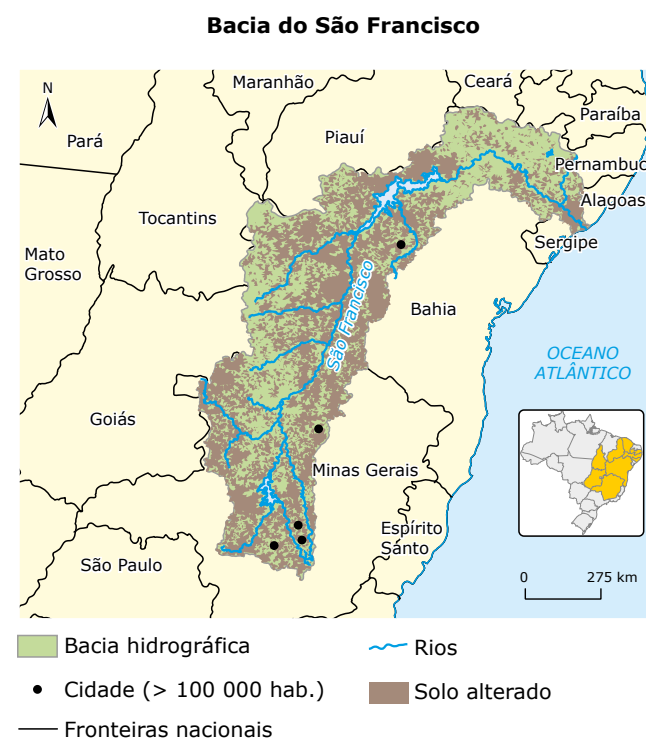 Bacia do São Francisco
N
Maranhão
Ceará
Paraíba
Piauí
Pará
Pernambuc
Alagoas
Tocantins
Sergipe
Mato
Grosso
São Francisco
Bahia
OCEANO
ATLÂNTICO
Goiás
Minas Gerais
Espírito
Sánto
São Paulo
0 275 km
Bacia hidrográfica
Rios
Cidade (> 100 000 hab.)
Solo alterado
Fronteiras nacionais